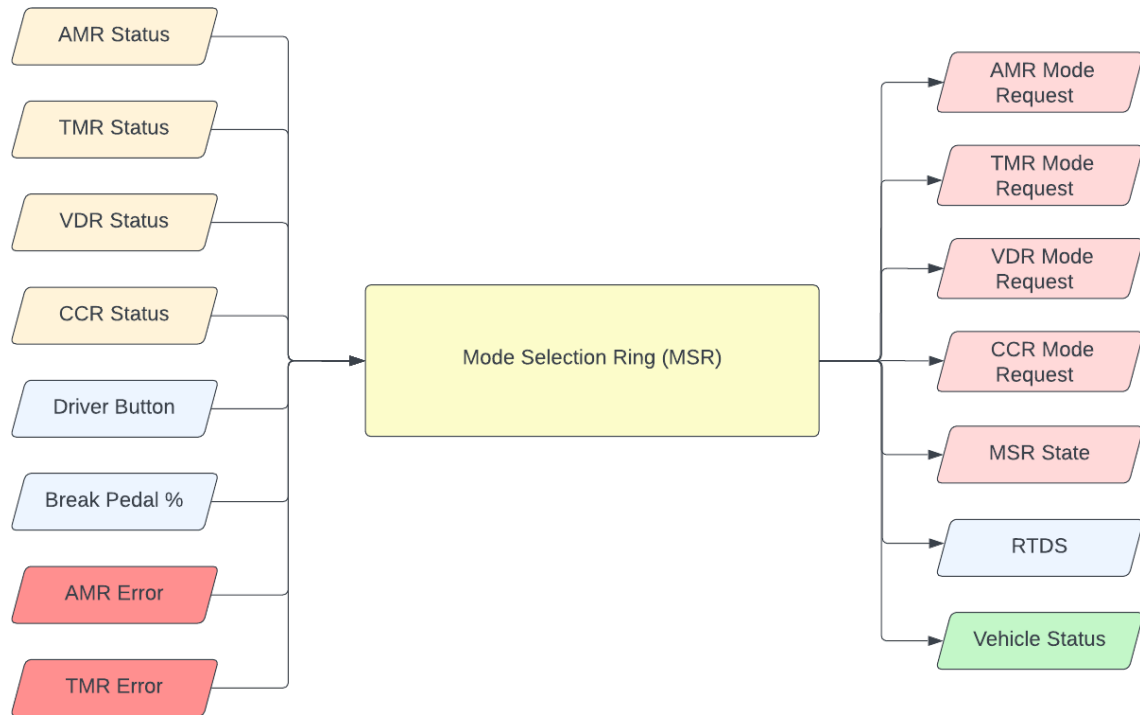 AMR Status
TMR Status
VDR Status
CCR Status
Driver Button
Break Pedal %
AMR Error
TMR Error
Mode Selection Ring (MSR)
AMR Mode
Request
TMR Mode
Request
VDR Mode
Request
CCR Mode
Request
MSR State
RTDS
Vehicle Status